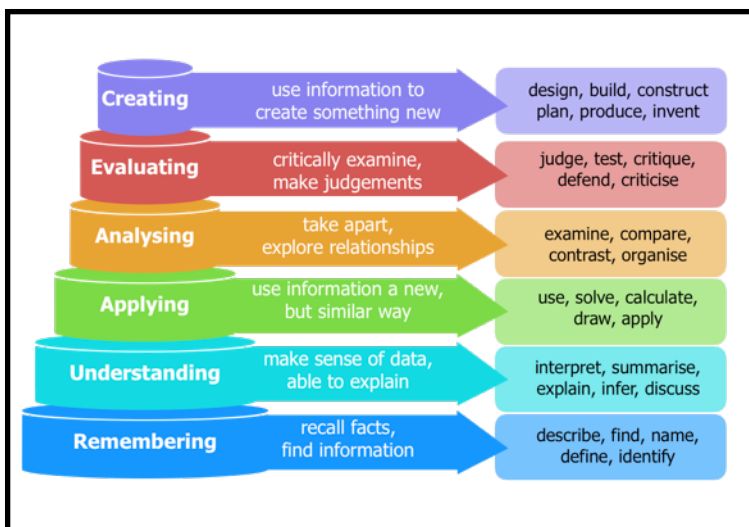 Creating
use information to
create something new
design, build, construct
plan, produce, invent
Evaluating
critically examine,
make judgements
judge, test, critique,
defend, criticise
Analysing
take apart,
explore relationships
examine, compare,
contrast, organise
Applying
use information a new,
but similar way
use, solve, calculate,
draw, apply
Understanding
make sense of data,
able to explain
interpret, summarise,
explain, infer, discuss
Remembering
recall facts,
find information
describe, find, name,
define, identify